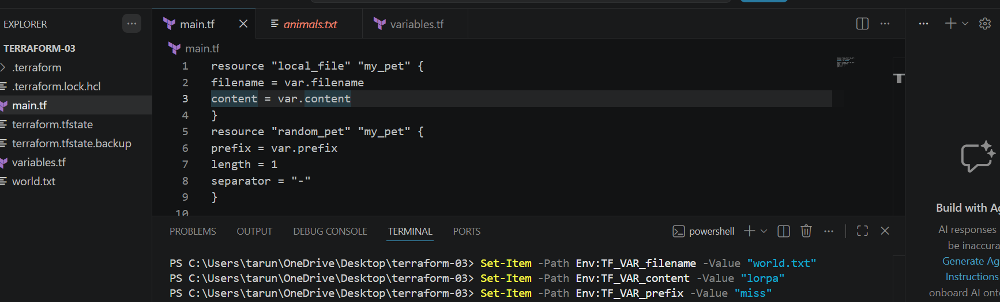 EXPLORER
TERRAFORM-03
.terraform
.terraform.lock.hcl
main.tf
terraform.tfstate
terraform.tfstate.backup
variables.tf
world.txt
main.tf
animals.txt
variables.tf
main.tf
1 resource "local_file" "my_pet" {
2 filename = var.filename
3 content = var.content
4 }
5 resource "random_pet" "my_pet" {
6 prefix = var.prefix
7 length = 1
8 separator = "-"
9 }
10
PROBLEMS OUTPUT DEBUG CONSOLE TERMINAL PORTS
powershell
PS C:\Users\tarun\OneDrive\Desktop\terraform-03> Set-Item -Path Env:TF_VAR_filename -Value "world.txt"
PS C:\Users\tarun\OneDrive\Desktop\terraform-03> Set-Item -Path Env:TF_VAR_content -Value "lorpa"
PS C:\Users\tarun\OneDrive\Desktop\terraform-03> Set-Item -Path Env:TF_VAR_prefix -Value "miss"
Build with Ag
AI responses
be inaccura
Generate Ag
Instructions
onboard AI ont